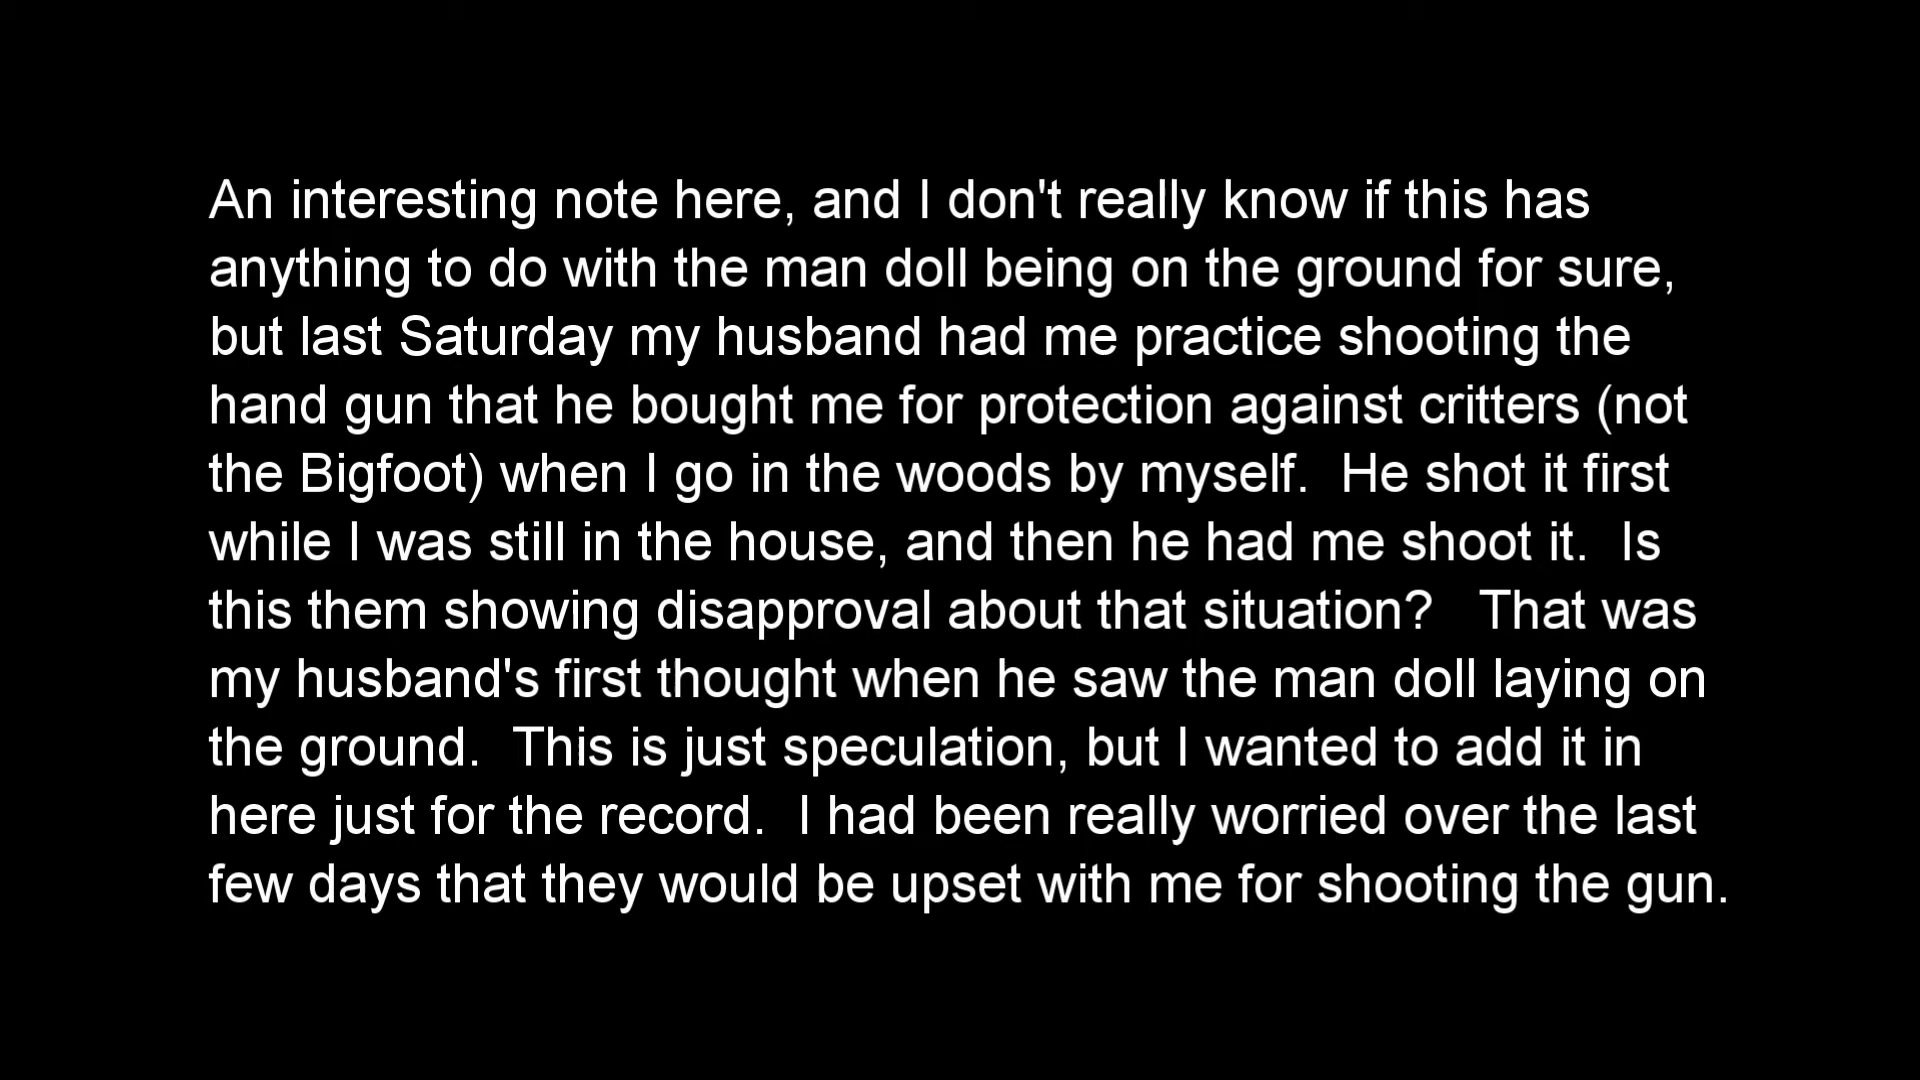 An interesting note here, and I don't really know if this has
anything to do with the man doll being on the ground for sure,
but last Saturday my husband had me practice shooting the
hand gun that he bought me for protection against critters (not
the Bigfoot) when I go in the woods by myself.  He shot it first
while I was still in the house, and then he had me shoot it.  Is
this them showing disapproval about that situation?   That was
my husband's first thought when he saw the man doll laying on
the ground.  This is just speculation, but I wanted to add it in
here just for the record.  I had been really worried over the last
few days that they would be upset with me for shooting the gun.